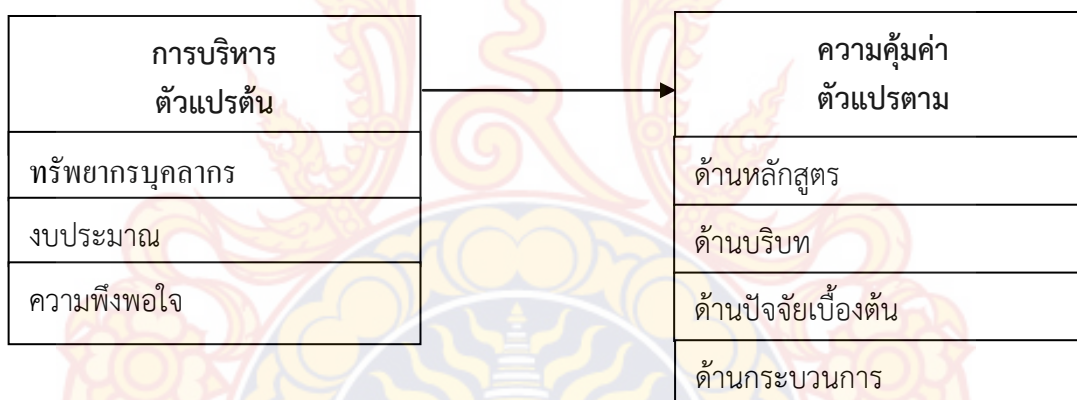 การบริหาร
ตัวแปรต้น
ทรัพยากรบุคลากร
งบประมาณ
ความพึงพอใจ
ความคุ้มค่า
ตัวแปรตาม
ด้านหลักสูตร
ด้านบริบท
ด้านปัจจัยเบื้องต้น
ด้านกระบวนการ